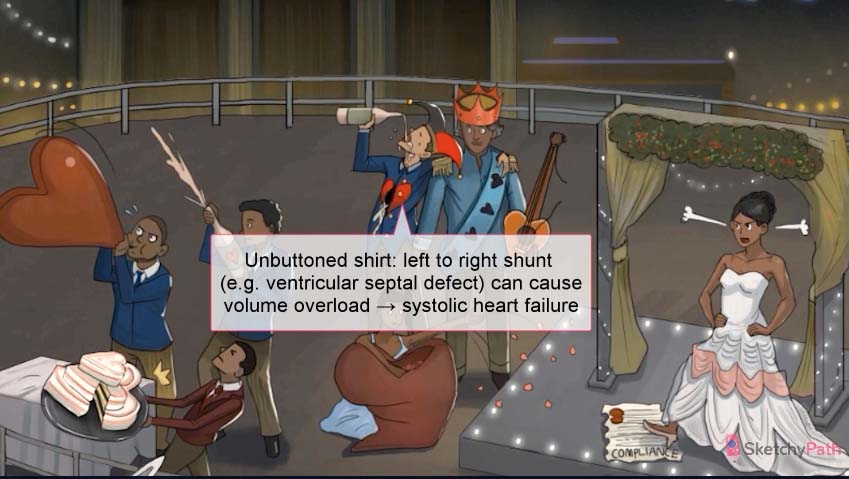 Unbuttoned shirt: left to right shunt
(e.g. ventricular septal defect) can cause
volume overload → systolic heart failure
COMPLIANCE
SketchyPath